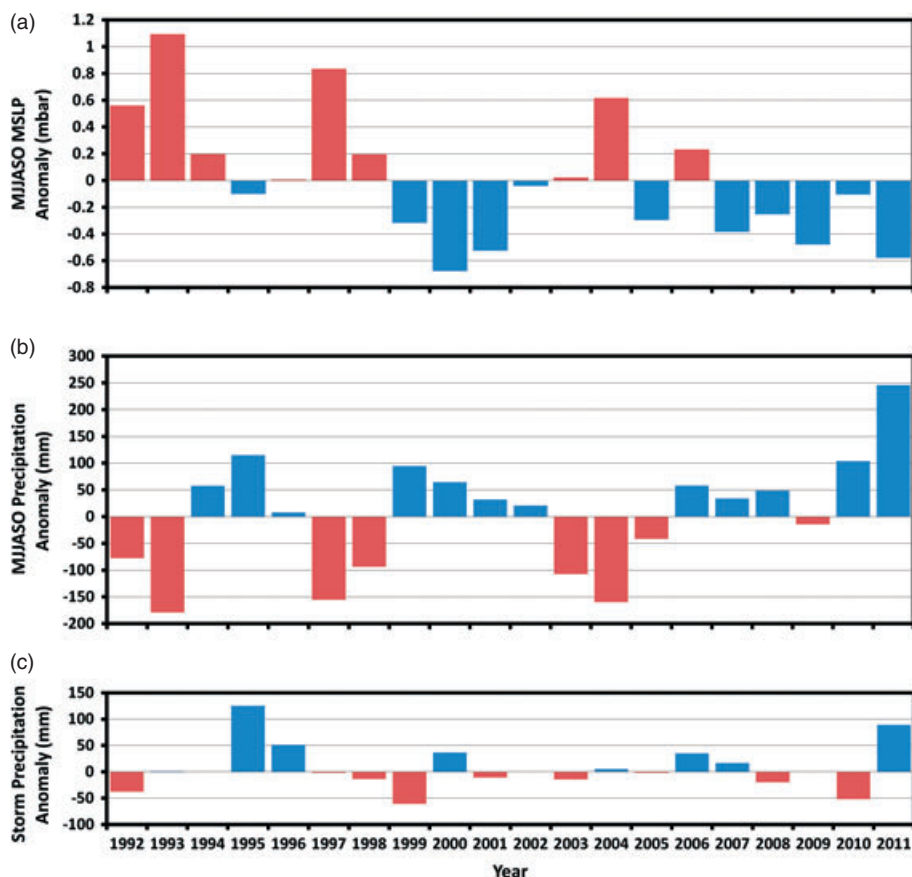 (a)
MJJASO MSLP
Anomaly (mbar)
1.2
1
0.8
0.6
0.4
0.2
0
-0.2
-0.4
-0.6
-0.8
(b)
MJJASO Precipitation
Anomaly (mm)
300
250
200
150
100
50
0
-50
-100
-150
-200
(c)
Storm Precipitation
Anomaly (mm)
150
100
50
0
-50
-100
1992 1993 1994 1995 1996 1997 1998 1999 2000 2001 2002 2003 2004 2005 2006 2007 2008 2009 2010 2011
Year